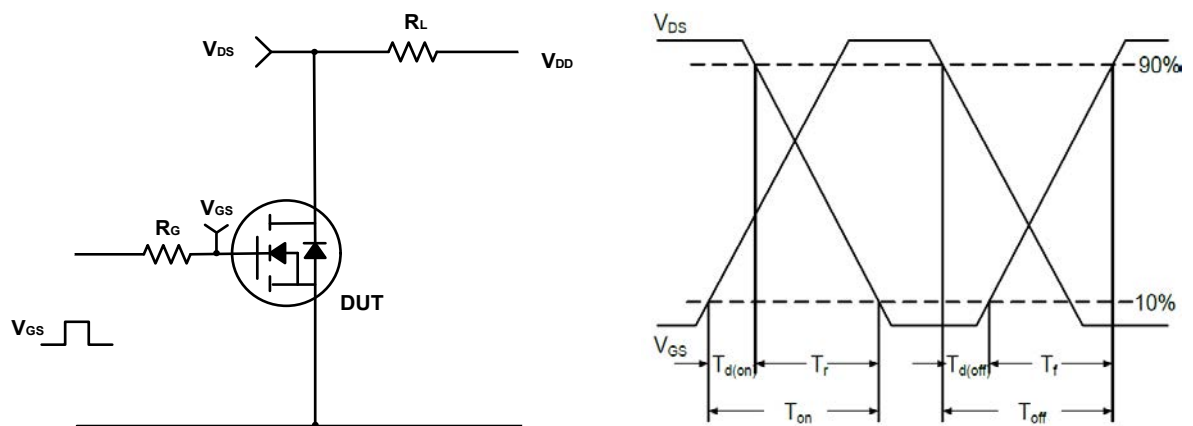 RL
VDS
VDD
VGS
RG
DUT
VGS
VDS
90%
10%
VGS
Td(on)
Tr
Td(off)
Tf
Ton
Toff